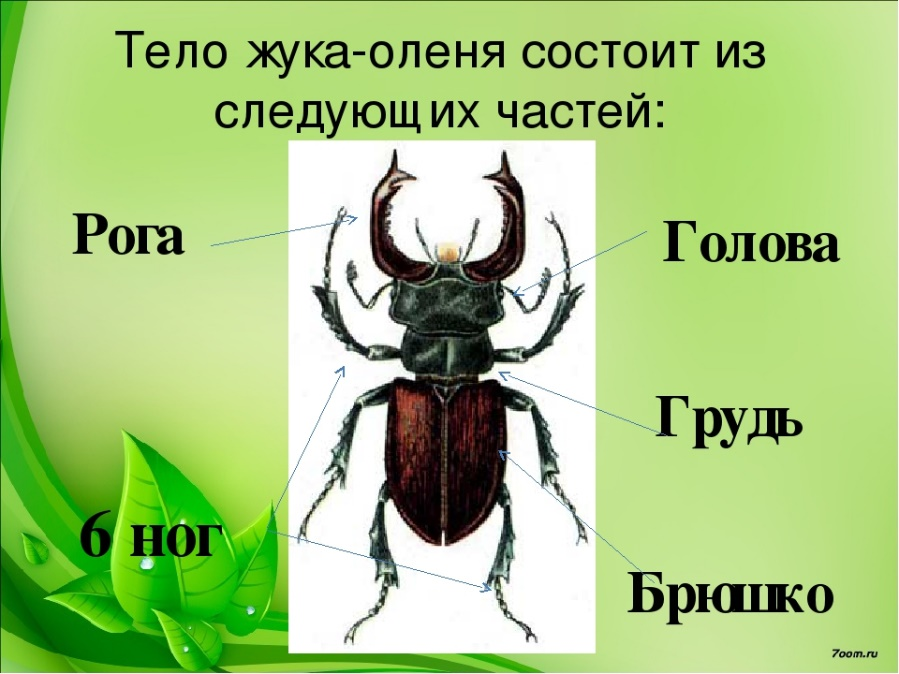 Тело жука-оленя состоит из
следующих частей:
Рога
Голова
Грудь
6 ног
Брюшко
7oom.ru